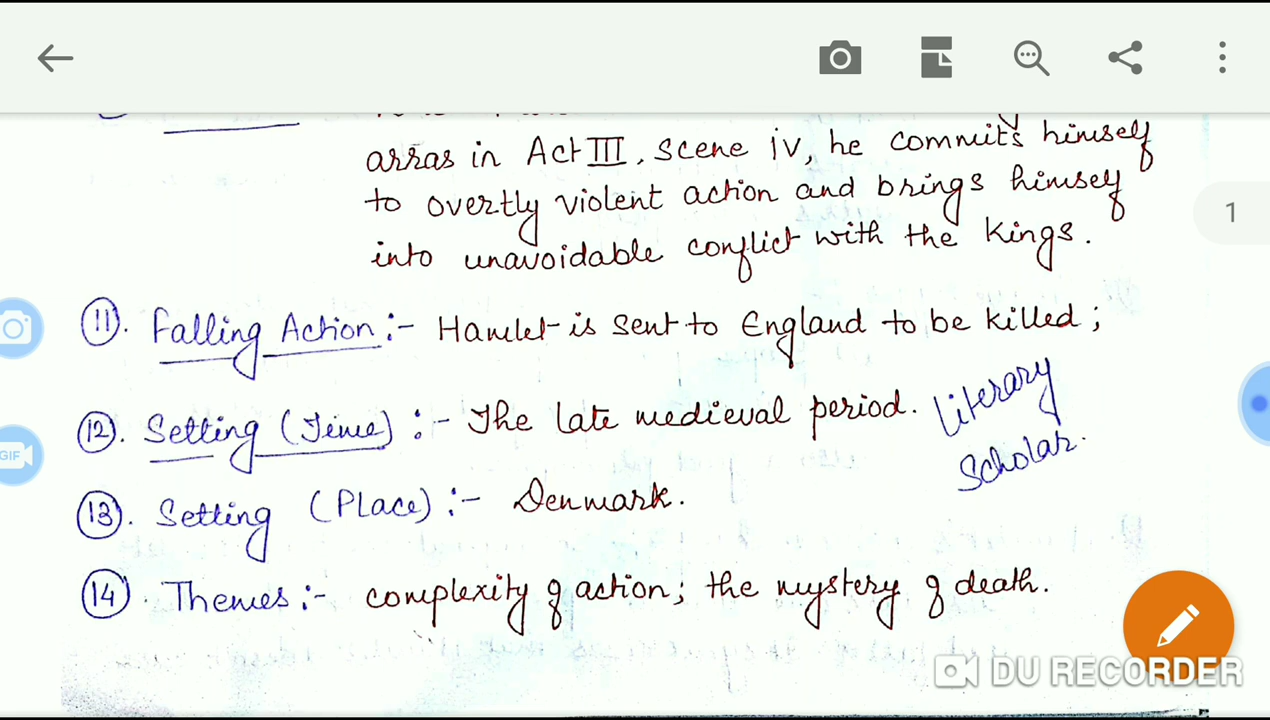 arras in Act III, scene iv, he commits himself
to overtly violent action and brings himself
into unavoidable conflict with the Kings.
1
11. Falling Action :- Hamlet is sent to England to be killed ;
12. Setting (Time) :- The late medieval period.
Literary
Scholar.
13. Setting (Place) :- Denmark.
GIF
14. Themes :- complexity of action; the mystery of death.
DU RECORDER